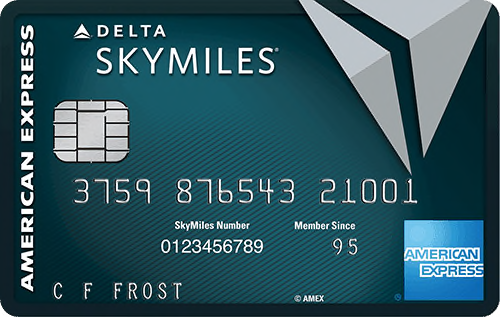 AMERICAN EXPRESS
DELTA
SKYMILES®
3759 876543 21001
SkyMiles Number Member Since
0123456789 95
AMERICAN EXPRESS
C F FROST
© AMEX ®